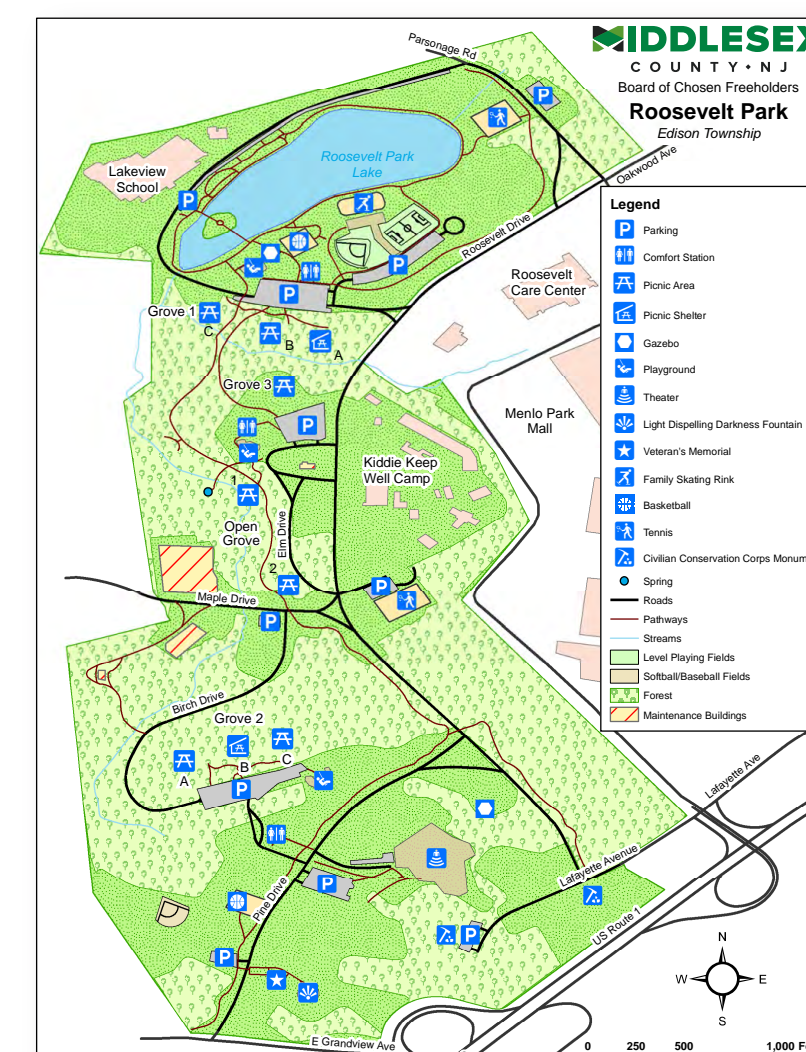 MIDDLESEX
COUNTY • NJ
Board of Chosen Freeholders
Roosevelt Park
Edison Township
Parsonage Rd
P
Oakwood Ave
Lakeview
School
Roosevelt Park
Lake
P
Roosevelt Drive
P
P
Roosevelt
Care Center
Grove 1
C
B
A
Grove 3
P
Menlo Park
Mall
Kiddie Keep
Well Camp
1
Open
Grove
Elm Drive
2
P
Maple Drive
P
Birch Drive
Grove 2
A
B
C
P
P
Pine Drive
P
P
Lafayette Avenue
Lafayette Ave
US Route 1
E Grandview Ave
Legend
P Parking
Comfort Station
Picnic Area
Picnic Shelter
Gazebo
Playground
Theater
Light Dispelling Darkness Fountain
Veteran's Memorial
Family Skating Rink
Basketball
Tennis
Civilian Conservation Corps Monum
Spring
Roads
Pathways
Streams
Level Playing Fields
Softball/Baseball Fields
Forest
Maintenance Buildings
N
W
E
S
0 250 500 1,000 F